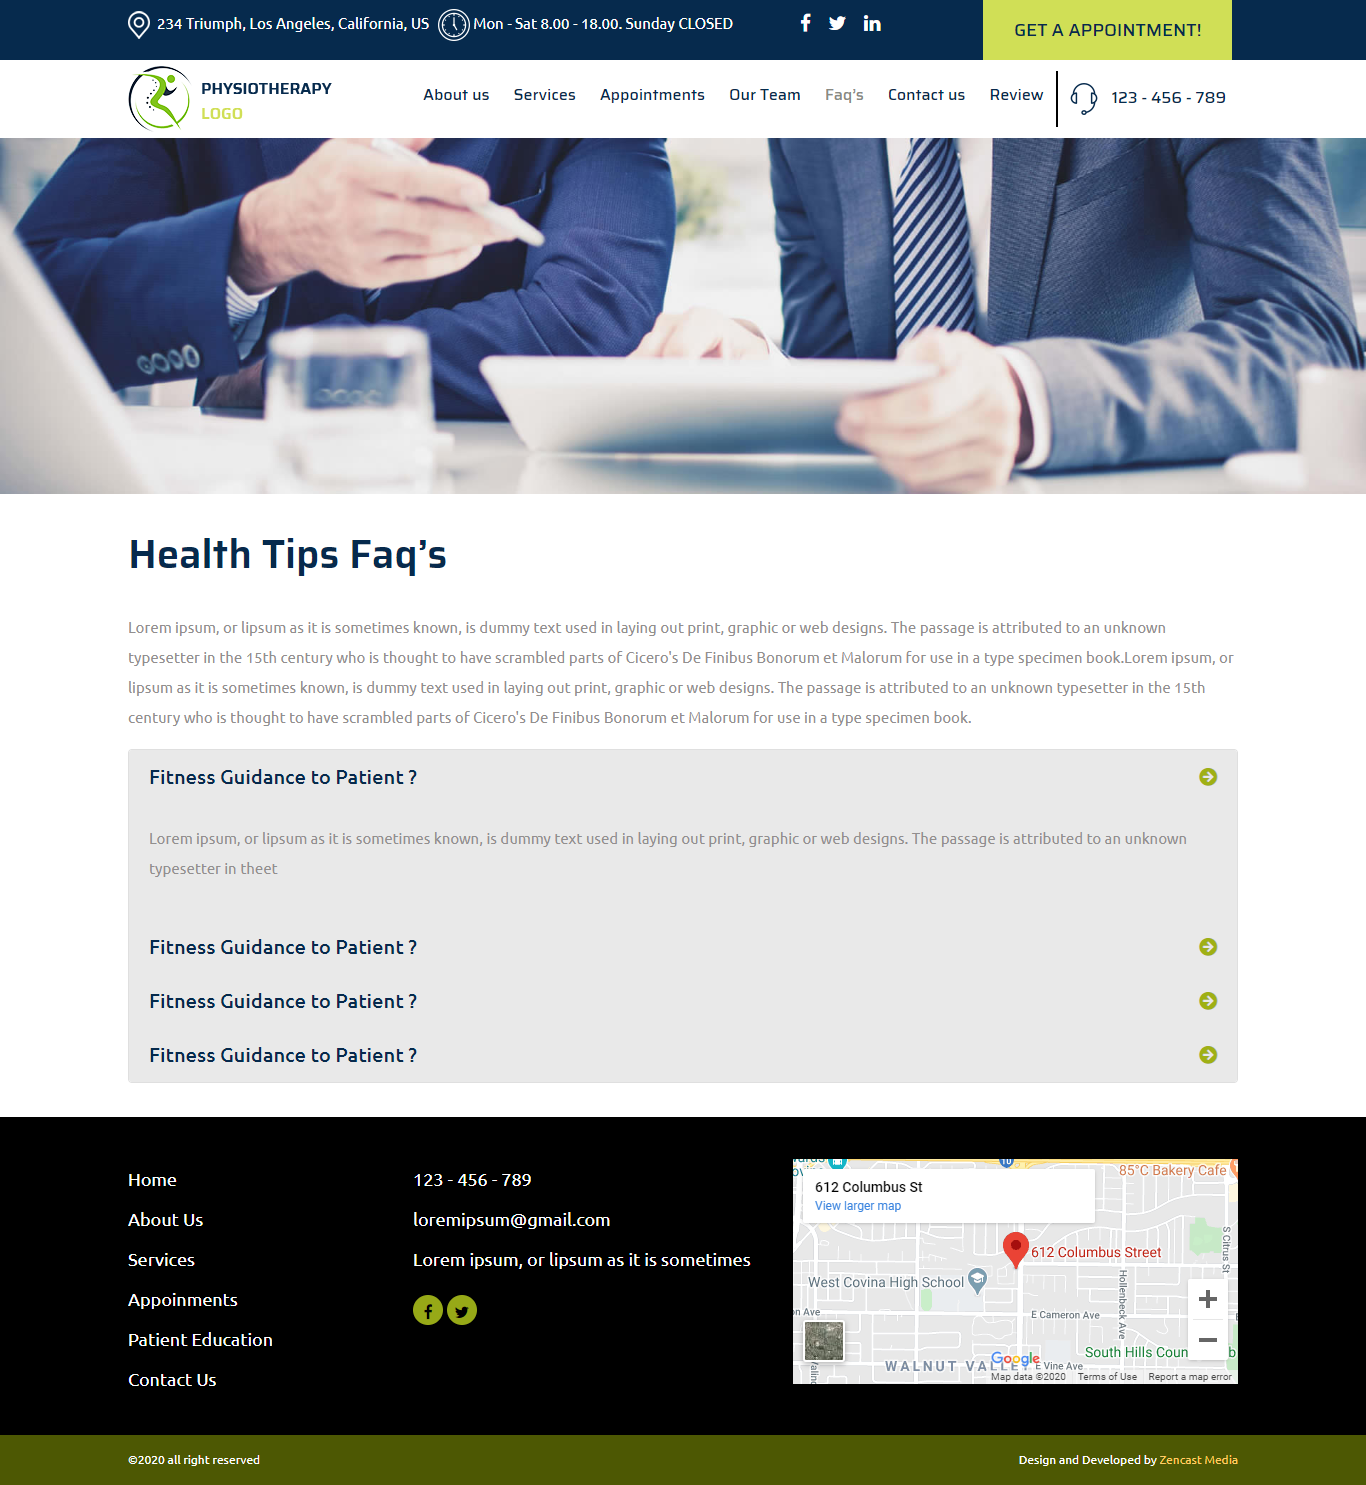 234 Triumph, Los Angeles, California, US
Mon - Sat 8.00 - 18.00. Sunday CLOSED
GET A APPOINTMENT!
PHYSIOTHERAPY
LOGO
About us
Services
Appointments
Our Team
Faq's
Contact us
Review
123 - 456 - 789
Health Tips Faq's
Lorem ipsum, or lipsum as it is sometimes known, is dummy text used in laying out print, graphic or web designs. The passage is attributed to an unknown
typesetter in the 15th century who is thought to have scrambled parts of Cicero's De Finibus Bonorum et Malorum for use in a type specimen book.Lorem ipsum, or
lipsum as it is sometimes known, is dummy text used in laying out print, graphic or web designs. The passage is attributed to an unknown typesetter in the 15th
century who is thought to have scrambled parts of Cicero's De Finibus Bonorum et Malorum for use in a type specimen book.
Fitness Guidance to Patient ?
Lorem ipsum, or lipsum as it is sometimes known, is dummy text used in laying out print, graphic or web designs. The passage is attributed to an unknown
typesetter in theet
Fitness Guidance to Patient ?
Fitness Guidance to Patient ?
Fitness Guidance to Patient ?
Home
About Us
Services
Appoinments
Patient Education
Contact Us
123 - 456 - 789
loremipsum@gmail.com
Lorem ipsum, or lipsum as it is sometimes
10
85°C Bakery Cafe
612 Columbus St
View larger map
S Citrus St
612 Columbus Street
West Covina High School
Hollenbeck Ave
on Ave
E Cameron Ave
South Hills Coun
WALNUT VALLEY
Google
E Vine Ave
Map data ©2020
Terms of Use
Report a map error
©2020 all right reserved
Design and Developed by Zencast Media